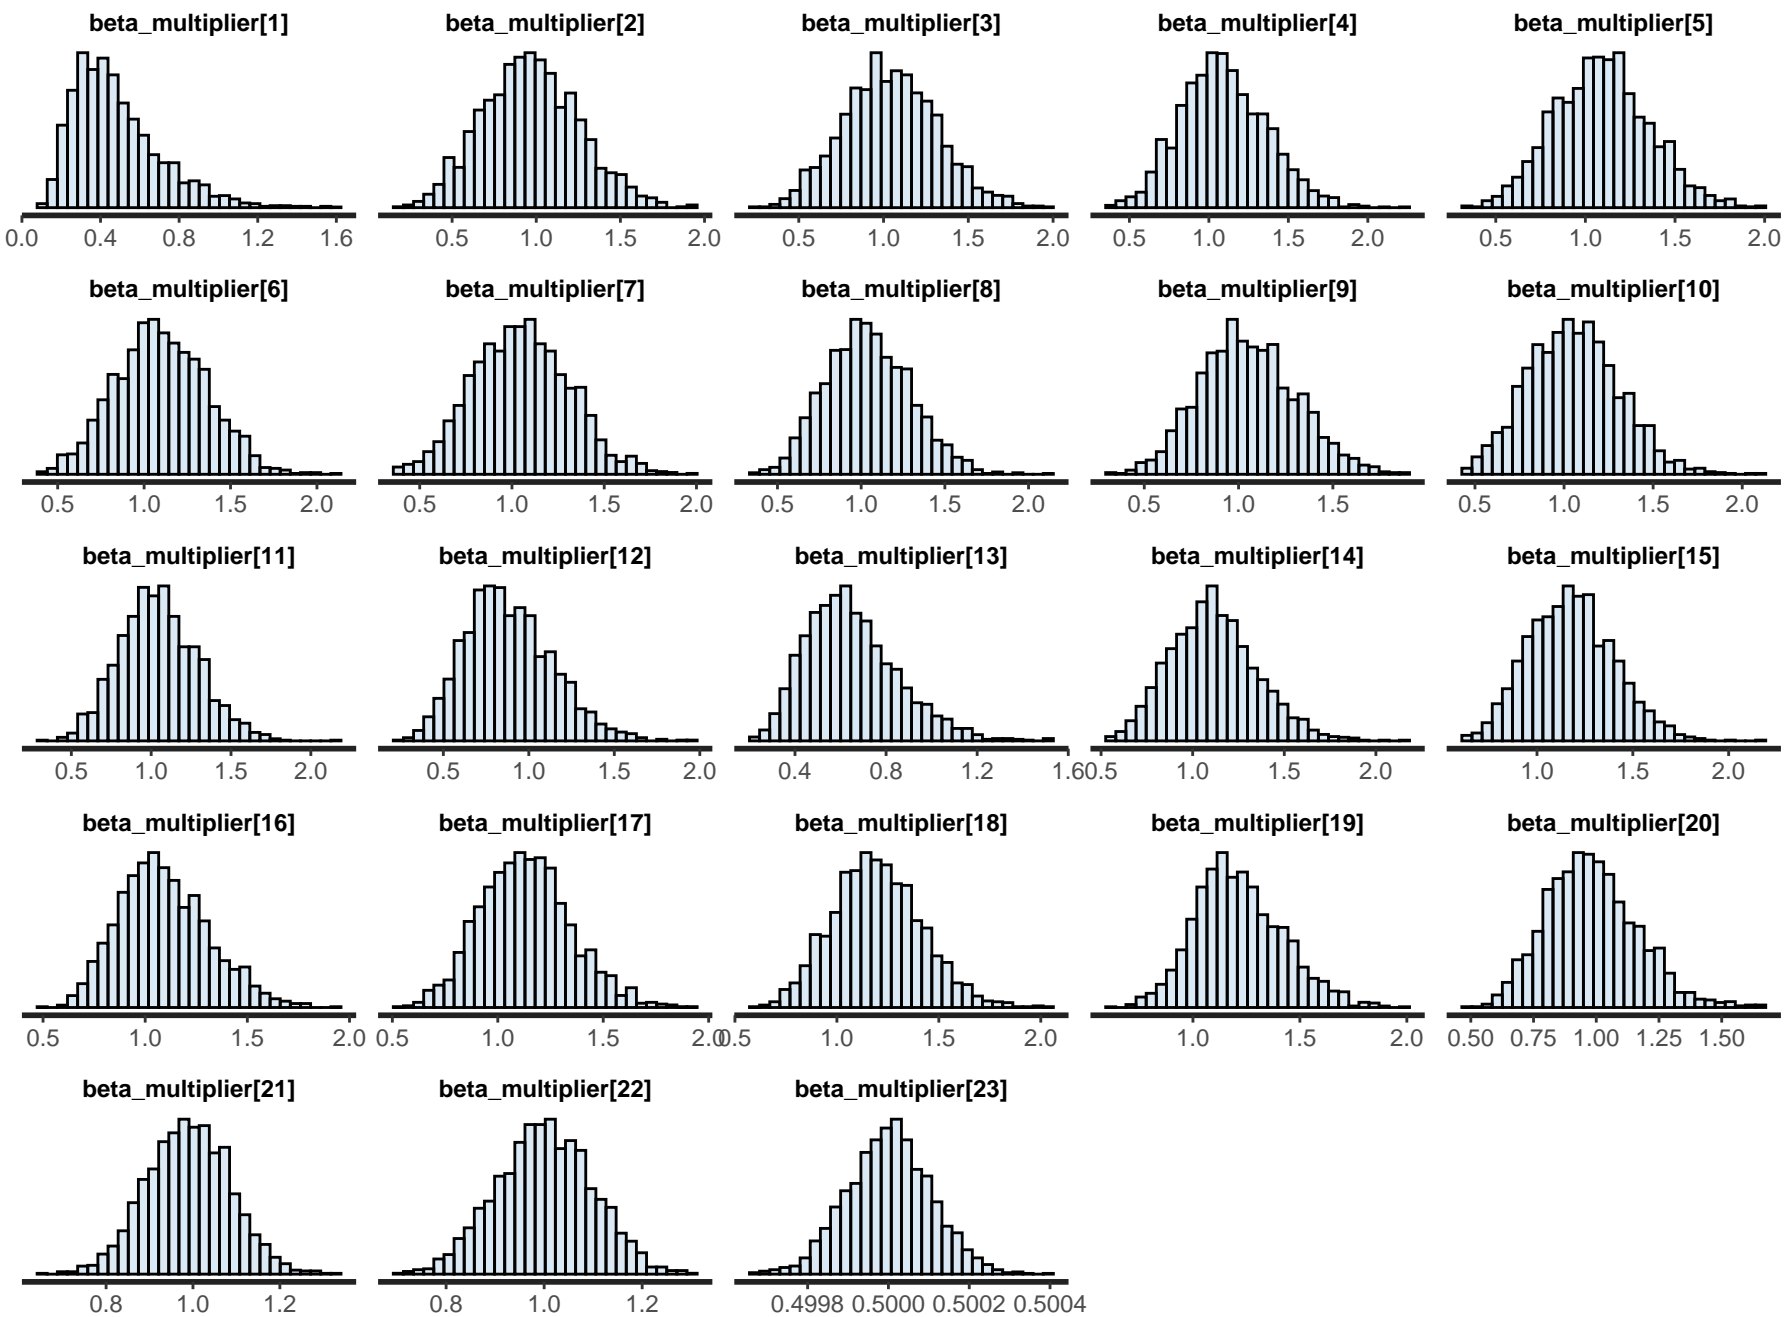 beta_multiplier[1] beta_multiplier[2] beta_multiplier[3] beta_multiplier[4] beta_multiplier[5]
0.0 0.4 0.8 1.2 1.6 0.5 1.0 1.5 2.0 0.5 1.0 1.5 2.0 0.5 1.0 1.5 2.0 0.5 1.0 1.5 2.0
beta_multiplier[6] beta_multiplier[7] beta_multiplier[8] beta_multiplier[9] beta_multiplier[10]
0.5 1.0 1.5 2.0 0.5 1.0 1.5 2.0 0.5 1.0 1.5 2.0 0.5 1.0 1.5 0.5 1.0 1.5 2.0
beta_multiplier[11] beta_multiplier[12] beta_multiplier[13] beta_multiplier[14] beta_multiplier[15]
0.5 1.0 1.5 2.0 0.5 1.0 1.5 2.0 0.4 0.8 1.2 1.6 0.5 1.0 1.5 2.0 1.0 1.5 2.0
beta_multiplier[16] beta_multiplier[17] beta_multiplier[18] beta_multiplier[19] beta_multiplier[20]
0.5 1.0 1.5 2.0 0.5 1.0 1.5 2.0 0.5 1.0 1.5 2.0 1.0 1.5 2.0 0.50 0.75 1.00 1.25 1.50
beta_multiplier[21] beta_multiplier[22] beta_multiplier[23]
0.8 1.0 1.2 0.8 1.0 1.2 0.4998 0.5000 0.5002 0.5004